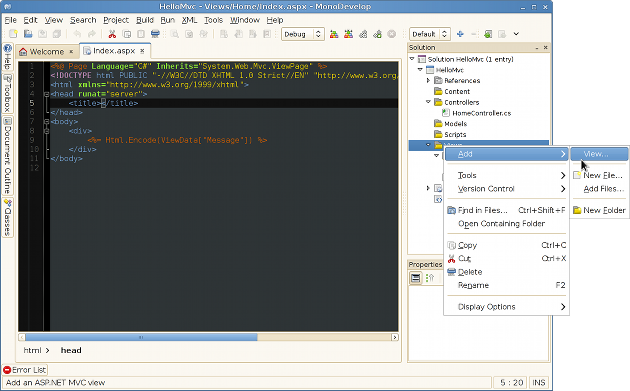 HelloMvc - Views/Home/Index.aspx - MonoDevelop
File Edit View Search Project Build Run XML Tools Window Help
Debug
Default
Welcome
Index.aspx
Help
Toolbox
Document Outline
Classes
1 <%@ Page Language="C#" Inherits="System.Web.Mvc.ViewPage" %>
2 <!DOCTYPE html PUBLIC "-//W3C//DTD XHTML 1.0 Strict//EN" "http://www.w3.org,
3 <html xmlns="http://www.w3.org/1999/xhtml">
4 <head runat="server">
5 <title></title>
6 </head>
7 <body>
8 <div>
9 <%= Html.Encode(ViewData["Message"]) %>
10 </div>
11 </body>
12
Solution
Solution HelloMvc (1 entry)
HelloMvc
References
Content
Controllers
HomeController.cs
Models
Scripts
Views
Add
View...
Tools
New File...
Version Control
Add Files...
Find in Files... Ctrl+Shift+F
New Folder
Open Containing Folder
Copy Ctrl+C
Cut Ctrl+X
Delete
Rename F2
Display Options
Properties
html > head
Error List
Add an ASP.NET MVC view
5 : 20 INS